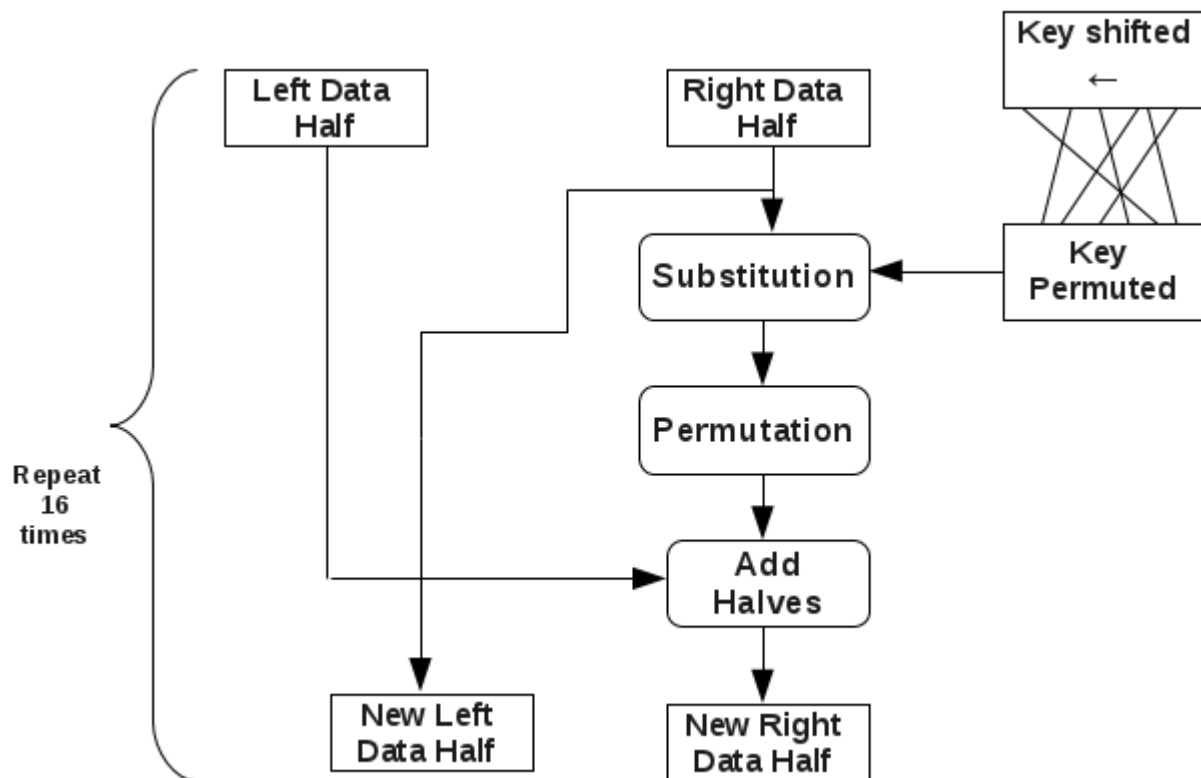 Key shifted
←
Left Data
Half
Right Data
Half
Key
Permuted
Substitution
Permutation
Repeat
16
times
Add
Halves
New Left
Data Half
New Right
Data Half